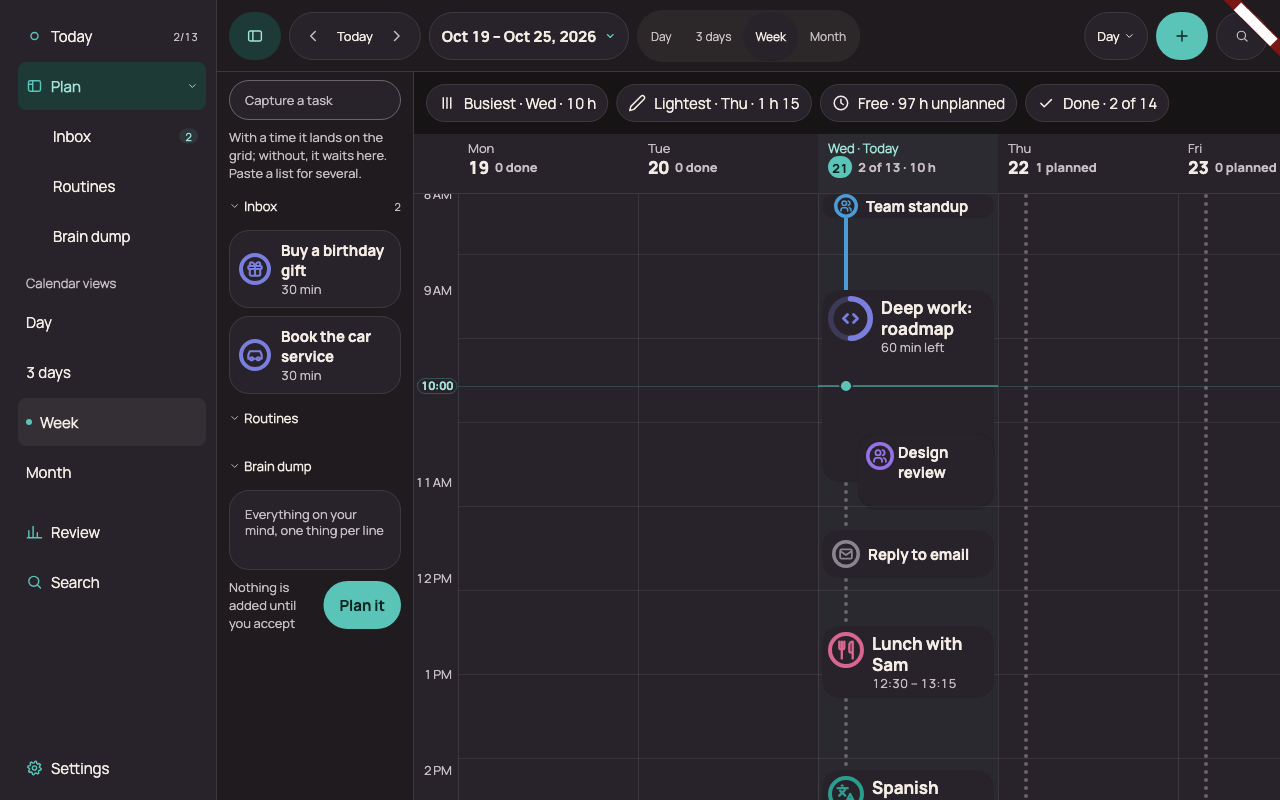 Today
2/13
Plan
Inbox
2
Routines
Brain dump
Calendar views
Day
3 days
Week
Month
Review
Search
Settings
Today
Oct 19 – Oct 25, 2026
Day
3 days
Week
Month
Day
Capture a task
With a time it lands on the
grid; without, it waits here.
Paste a list for several.
Inbox
2
Buy a birthday
gift
30 min
Book the car
service
30 min
Routines
Brain dump
Everything on your
mind, one thing per line
Nothing is
added until
you accept
Plan it
Busiest · Wed · 10 h
Lightest · Thu · 1 h 15
Free · 97 h unplanned
Done · 2 of 14
Mon
19 0 done
Tue
20 0 done
Wed · Today
21 2 of 13 · 10 h
Thu
22 1 planned
Fri
23 0 planned
8 AM
9 AM
10:00
11 AM
12 PM
1 PM
2 PM
Team standup
Deep work:
roadmap
60 min left
Design
review
Reply to email
Lunch with
Sam
12:30 – 13:15
Spanish